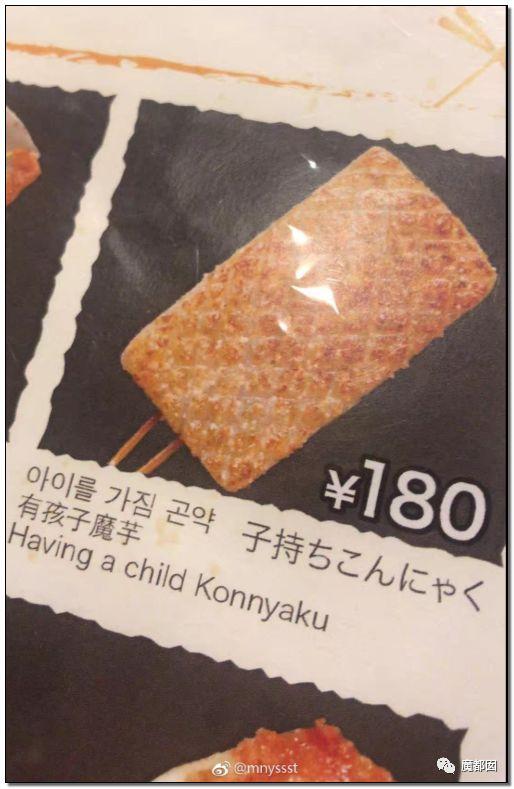 ¥180
아이를 가짐 곤약
子持ちこんにゃく
有孩子魔芋
Having a child Konnyaku
@mnyssst
魔都囡